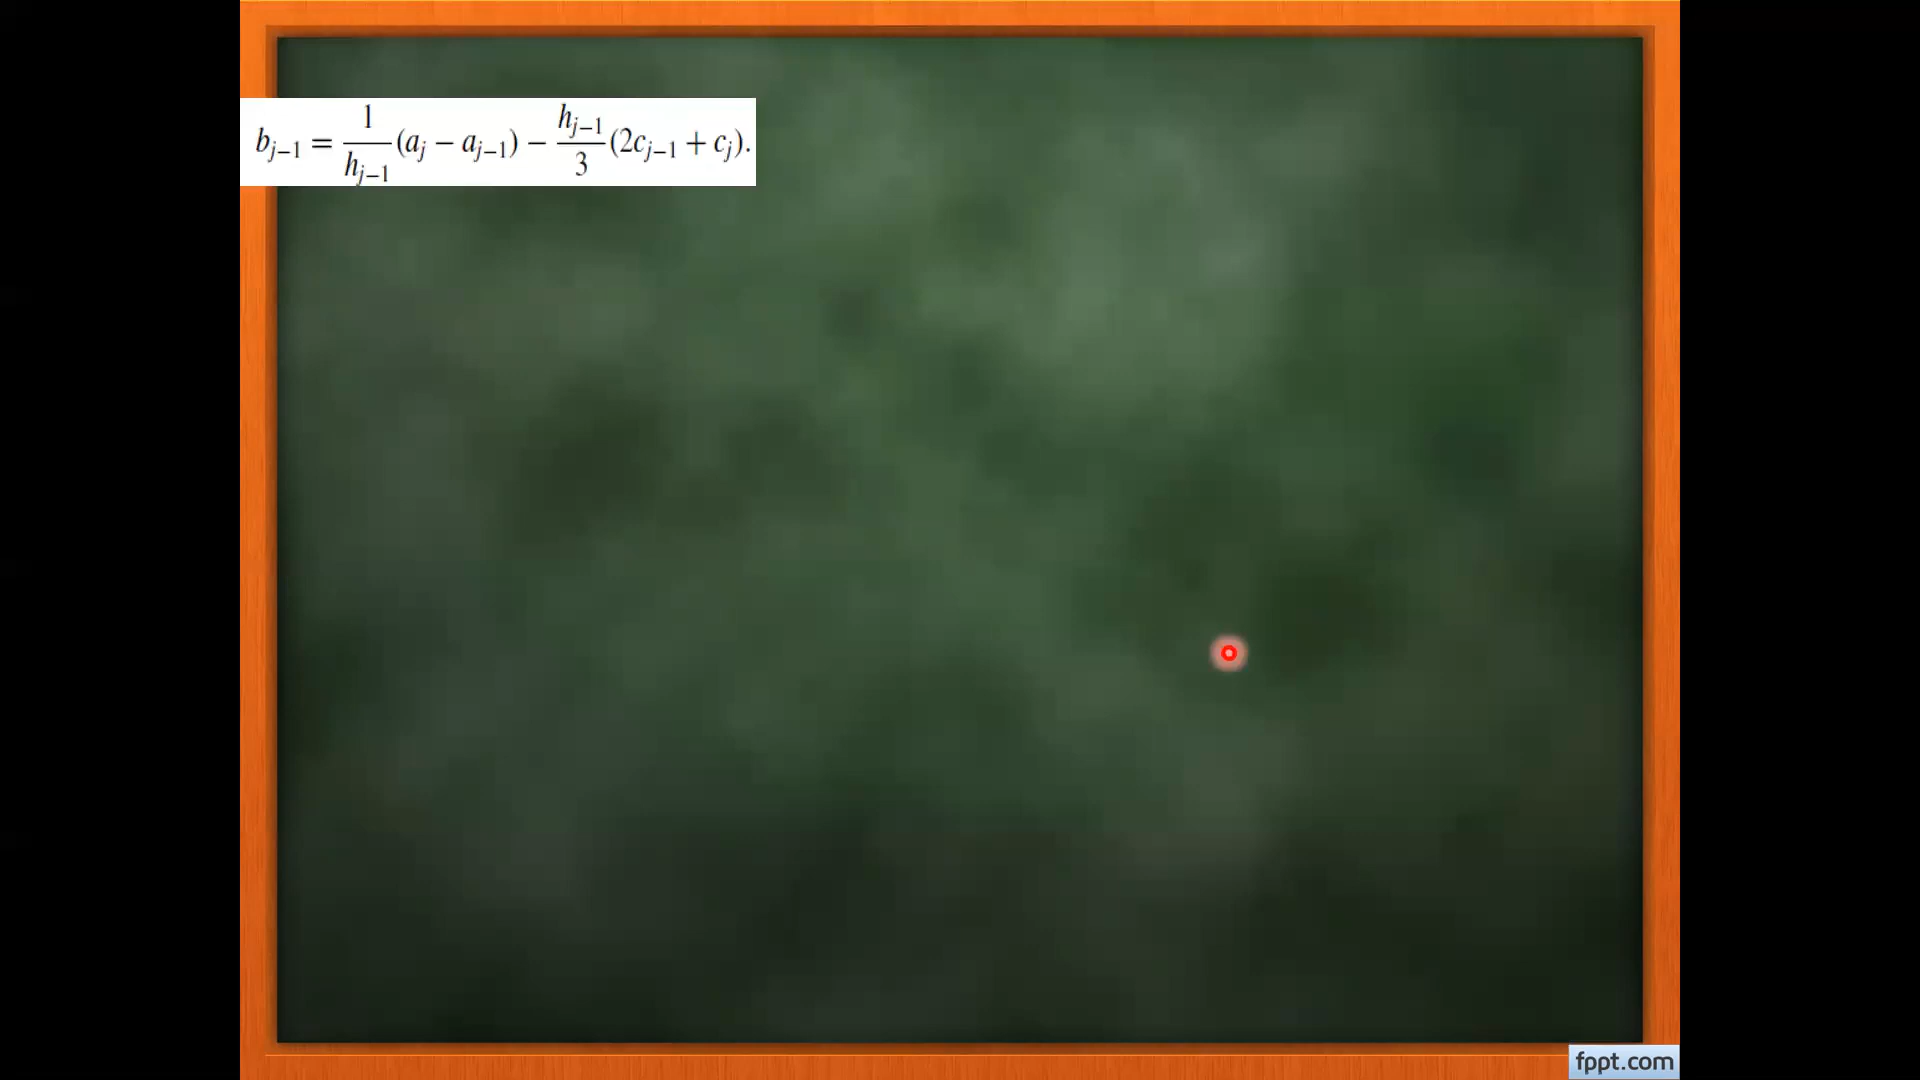 b_{j−1} = \frac{1}{h_{j−1}}(a_j − a_{j−1}) − \frac{h_{j−1}}{3}(2c_{j−1} + c_j).
fppt.com